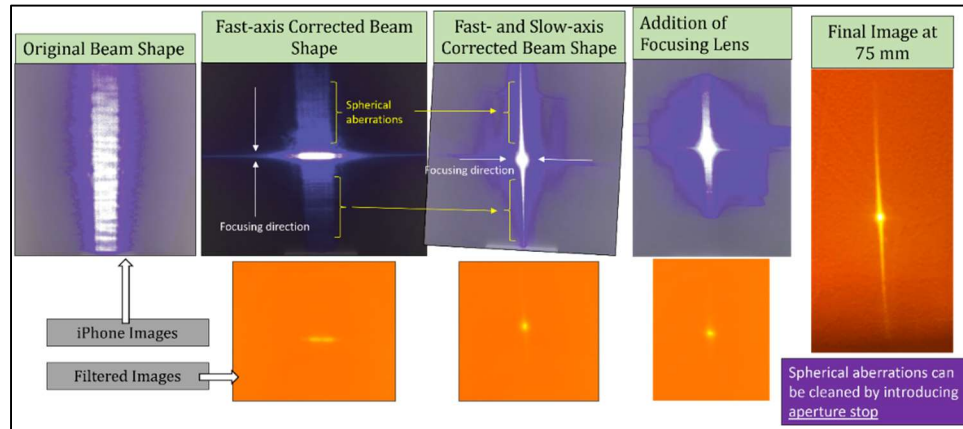 Original Beam Shape
Fast-axis Corrected Beam
Shape
Fast- and Slow-axis
Corrected Beam Shape
Addition of
Focusing Lens
Final Image at
75 mm
Spherical
aberrations
Focusing direction
Focusing direction
iPhone Images
Filtered Images
Spherical aberrations can
be cleaned by introducing
aperture stop